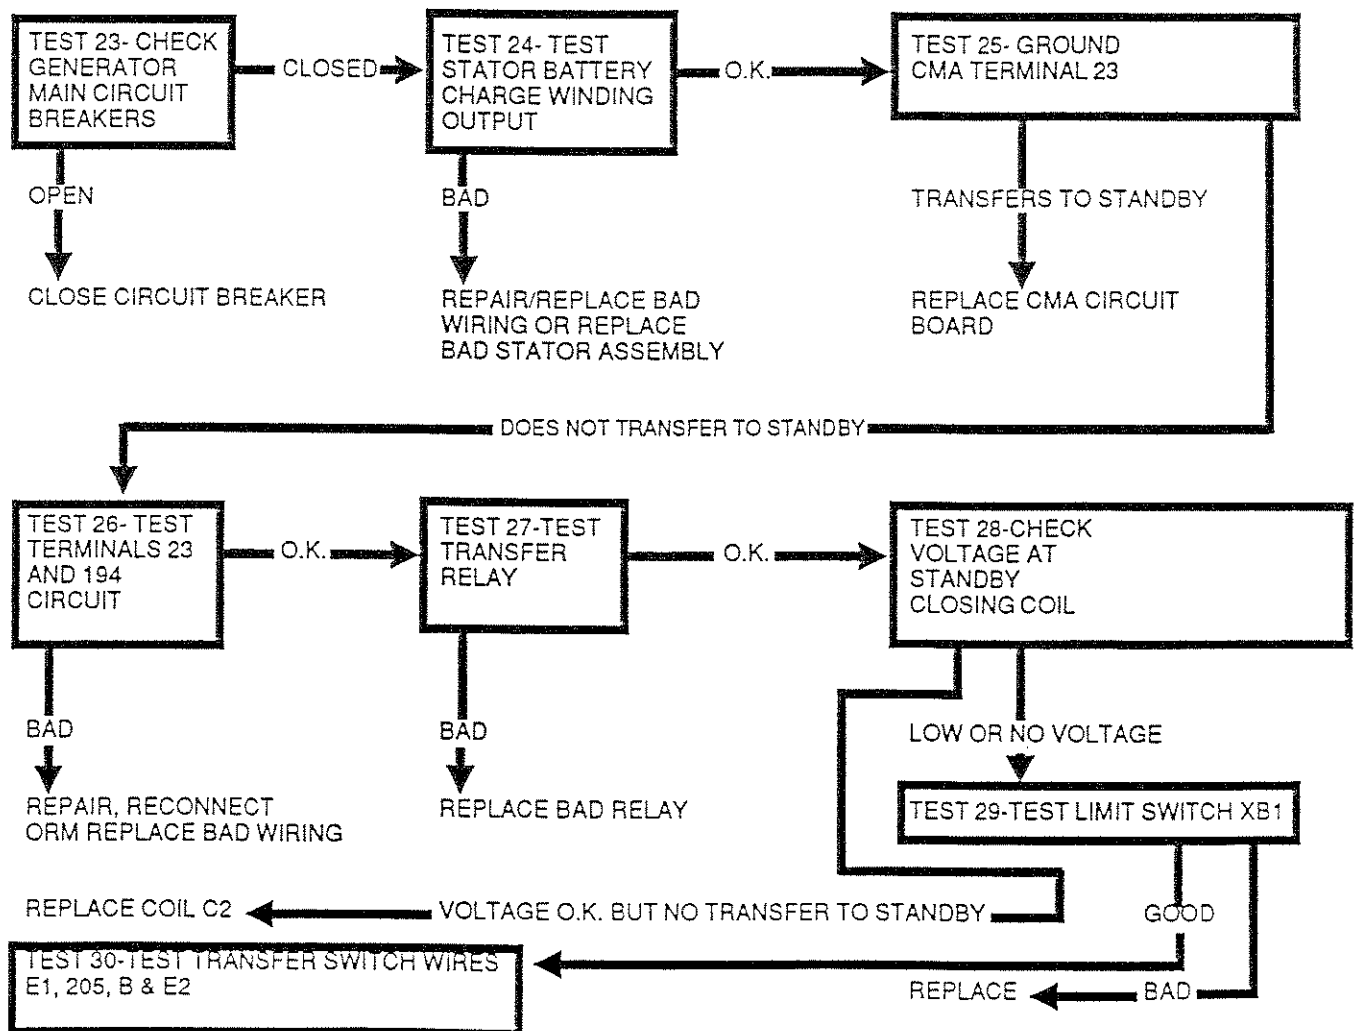 TEST 23- CHECK
GENERATOR
MAIN CIRCUIT
BREAKERS
CLOSED
TEST 24- TEST
STATOR BATTERY
CHARGE WINDING
OUTPUT
O.K.
TEST 25- GROUND
CMA TERMINAL 23
OPEN
CLOSE CIRCUIT BREAKER
BAD
REPAIR/REPLACE BAD
WIRING OR REPLACE
BAD STATOR ASSEMBLY
TRANSFERS TO STANDBY
REPLACE CMA CIRCUIT
BOARD
DOES NOT TRANSFER TO STANDBY
TEST 26- TEST
TERMINALS 23
AND 194
CIRCUIT
O.K.
TEST 27-TEST
TRANSFER
RELAY
O.K.
TEST 28-CHECK
VOLTAGE AT
STANDBY
CLOSING COIL
BAD
REPAIR, RECONNECT
ORM REPLACE BAD WIRING
BAD
REPLACE BAD RELAY
LOW OR NO VOLTAGE
TEST 29-TEST LIMIT SWITCH XB1
REPLACE COIL C2
VOLTAGE O.K. BUT NO TRANSFER TO STANDBY
GOOD
TEST 30-TEST TRANSFER SWITCH WIRES
E1, 205, B & E2
REPLACE
BAD